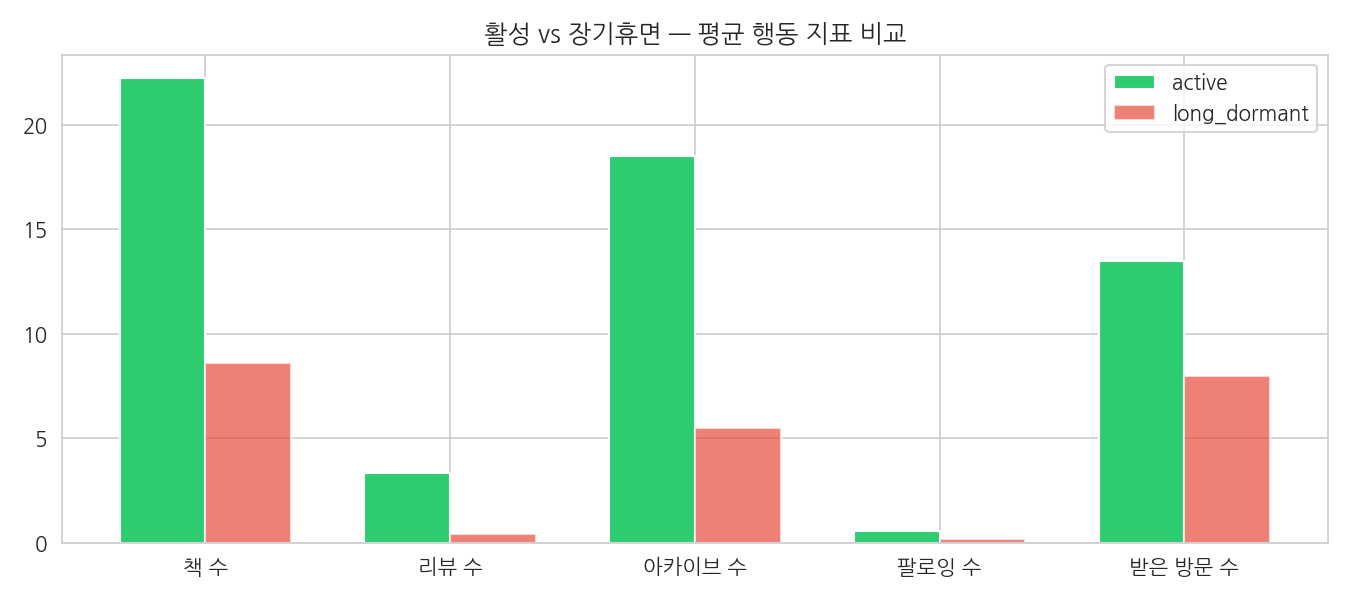 활성 vs 장기휴면 — 평균 행동 지표 비교
active
long_dormant
20
15
10
5
0
책 수
리뷰 수
아카이브 수
팔로잉 수
받은 방문 수